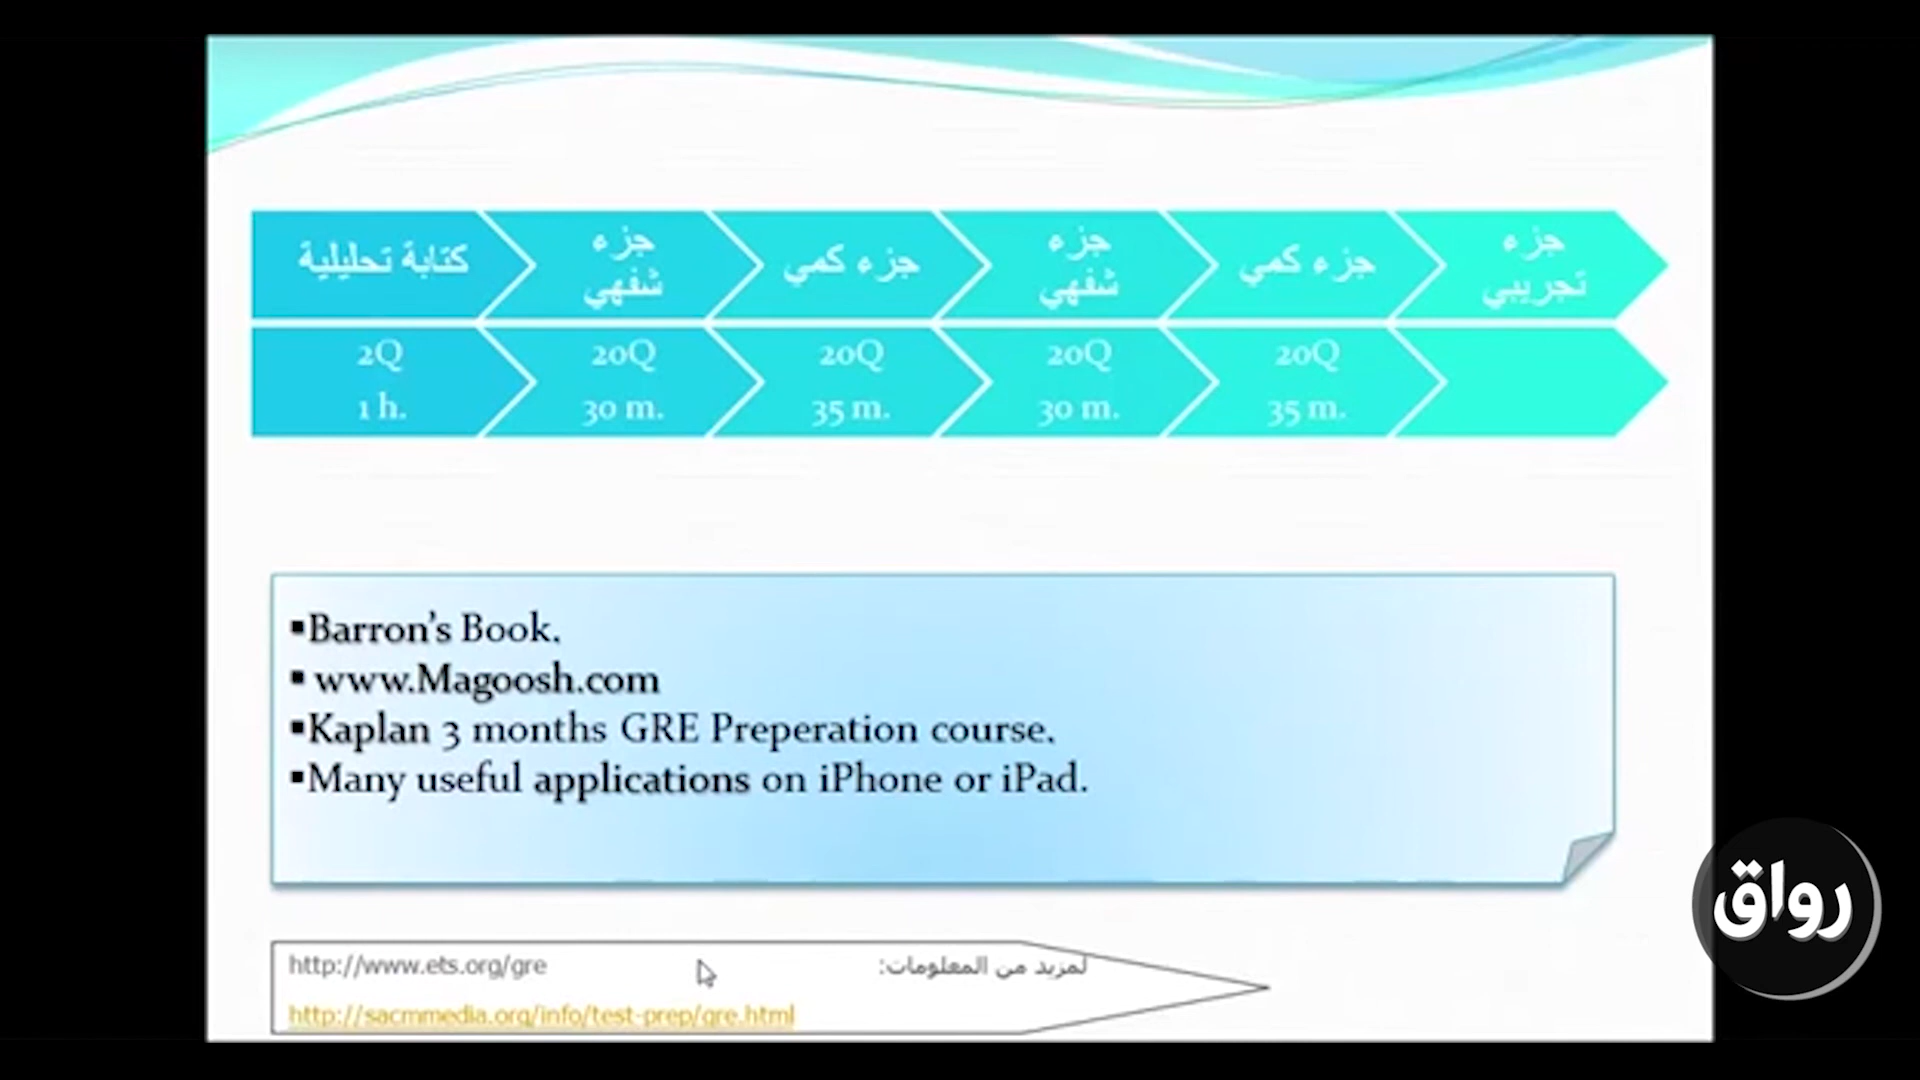 كتابة تحليلية
جزء
شفهي
جزء كمي
جزء
شفهي
جزء كمي
جزء
تجريبي
2Q
1 h.
20Q
30 m.
20Q
35 m.
20Q
30 m.
20Q
35 m.
▪Barron's Book.
▪ www.Magoosh.com
▪Kaplan 3 months GRE Preperation course.
▪Many useful applications on iPhone or iPad.
لمزيد من المعلومات: http://www.ets.org/gre
http://sacmmedia.org/info/test-prep/gre.html
رواق